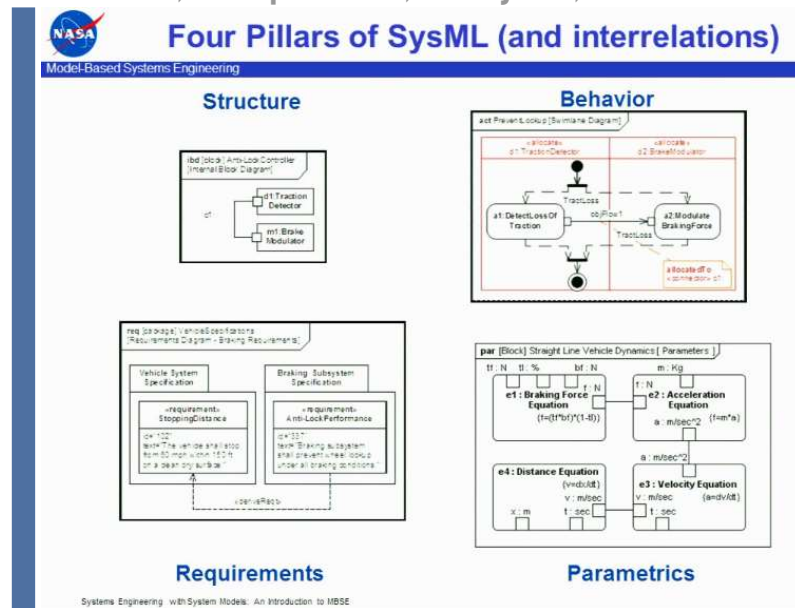 NASA
Four Pillars of SysML (and interrelations)
Model-Based Systems Engineering
Structure
ibd [block] Anti-LockController
[Internal Block Diagram]
c1
d1:Traction
Detector
m1:Brake
Modulator
Behavior
act PreventLockup [Swimlane Diagram]
«allocate»
d1:TractionDetector
«allocate»
d2:BrakeModulator
TractLoss
a1:DetectLossOf
Traction
objFlow1
a2:Modulate
BrakingForce
TractLoss
allocatedTo
«connector» c1
req [package] VehicleSpecifications
[Requirements Diagram - Braking Requirements]
Vehicle System
Specification
«requirement»
StoppingDistance
id="102"
text="The vehicle shall stop
from 60 mph within 150 ft
on a clean dry surface."
Braking Subsystem
Specification
«requirement»
Anti-LockPerformance
id="337"
text="Braking subsystem
shall prevent wheel lockup
under all braking conditions."
«deriveReqt»
par [Block] Straight Line Vehicle Dynamics [ Parameters ]
tf : N tl : % bf : N m : Kg
f : N f : N
e1 : Braking Force
Equation
(f=(tf*bf)*(1-tl))
e2 : Acceleration
Equation
(f=m*a)
a : m/sec^2
a : m/sec^2
e4 : Distance Equation
(v=dx/dt)
v : m/sec
x : m t : sec
e3 : Velocity Equation
v : m/sec (a=dv/dt)
t : sec
Requirements
Parametrics
Systems Engineering with System Models: An Introduction to MBSE